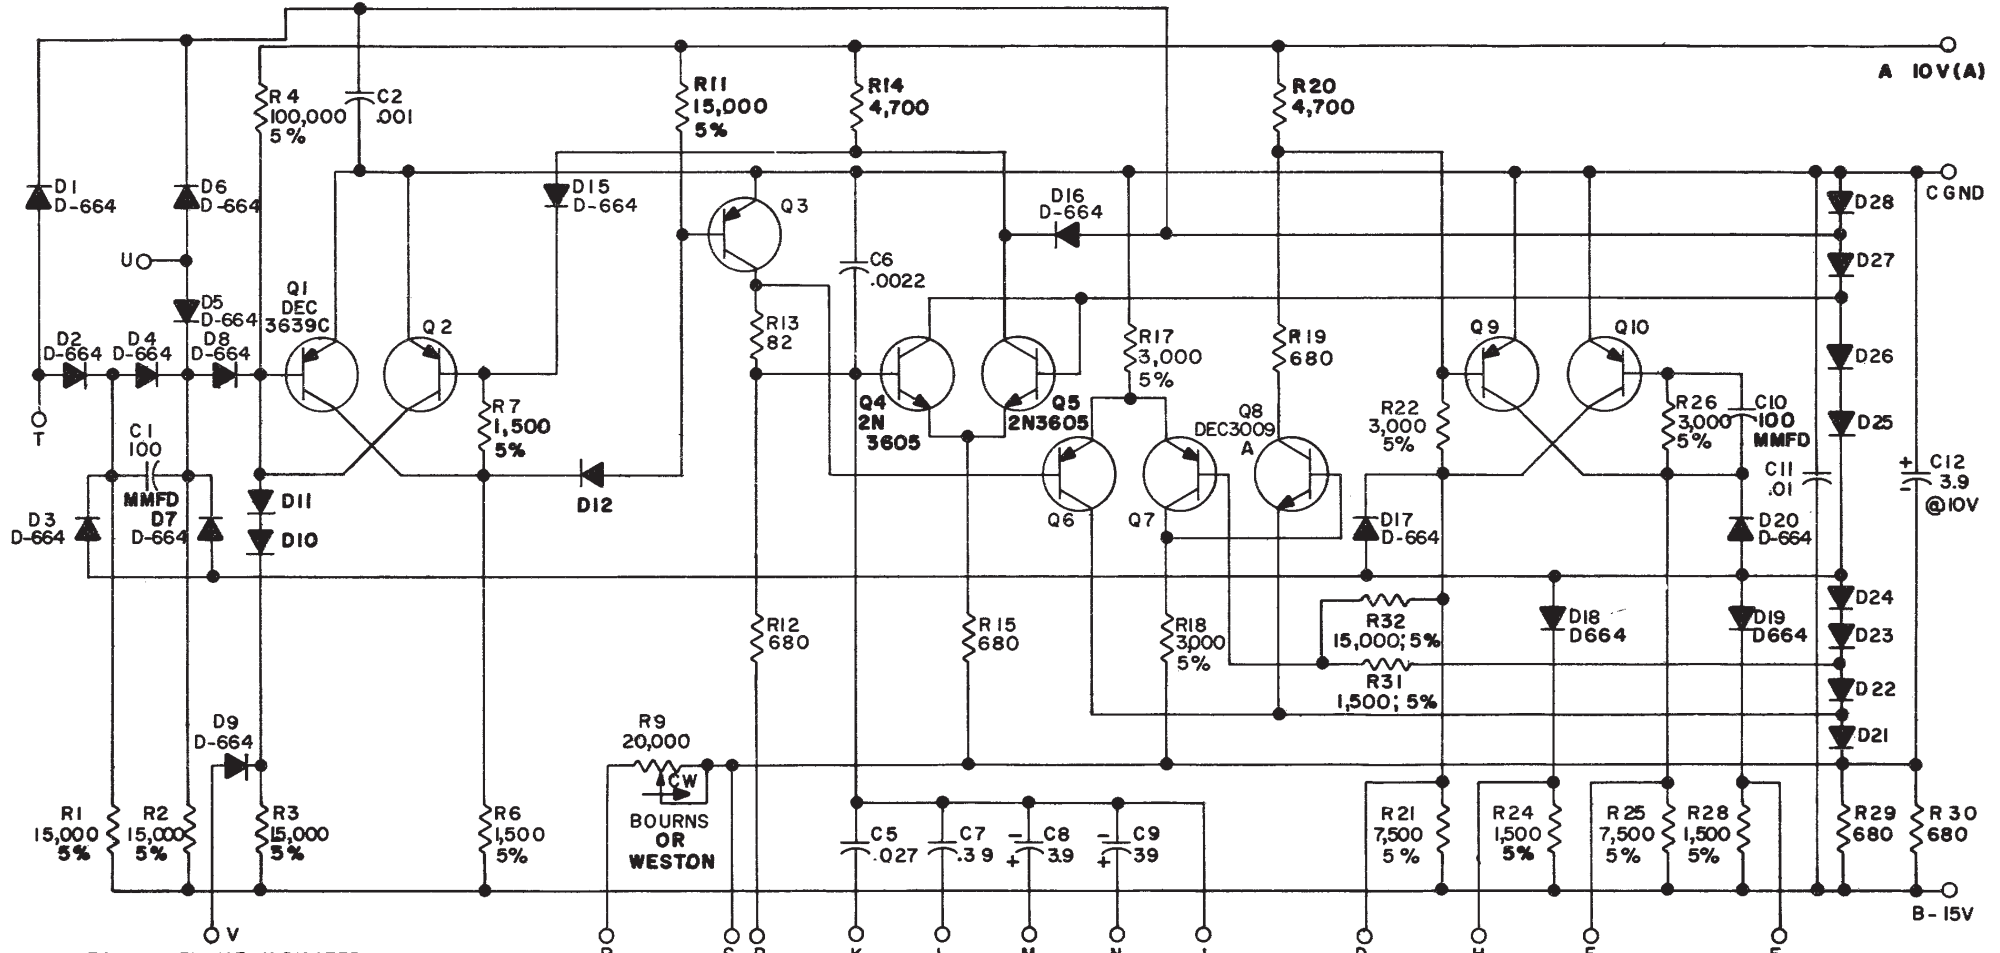 A 10V(A)
R4
100,000
5%
C2
.001
R11
15,000
5%
R14
4,700
R20
4,700
D1
D-664
D6
D-664
D15
D-664
Q3
D16
D-664
D28
C GND
U
D5
D-664
Q1
DEC
3639C
Q2
C6
.0022
D27
R13
82
R17
3,000
5%
R19
680
Q9
Q10
D26
D2
D-664
D4
D-664
D8
D-664
T
R7
1,500
5%
Q4
2N
3605
Q5
2N3605
Q8
DEC3009
A
R22
3,000
5%
R26
3,000
5%
C10
100
MMFD
D25
C1
100
MMFD
D11
D12
Q6
Q7
C11
.01
+
-
C12
3.9
@10V
D3
D-664
D7
D-664
D10
D17
D-664
D20
D-664
R12
680
R15
680
R18
3,000
5%
R32
15,000; 5%
R31
1,500; 5%
D18
D664
D19
D664
D24
D23
D22
D21
D9
D-664
R9
20,000
CW
BOURNS
OR
WESTON
R1
15,000
5%
R2
15,000
5%
R3
15,000
5%
R6
1,500
5%
C5
.027
C7
.39
-
+
C8
3.9
-
+
C9
39
R21
7,500
5%
R24
1,500
5%
R25
7,500
5%
R28
1,500
5%
R29
680
R30
680
B-15V
V